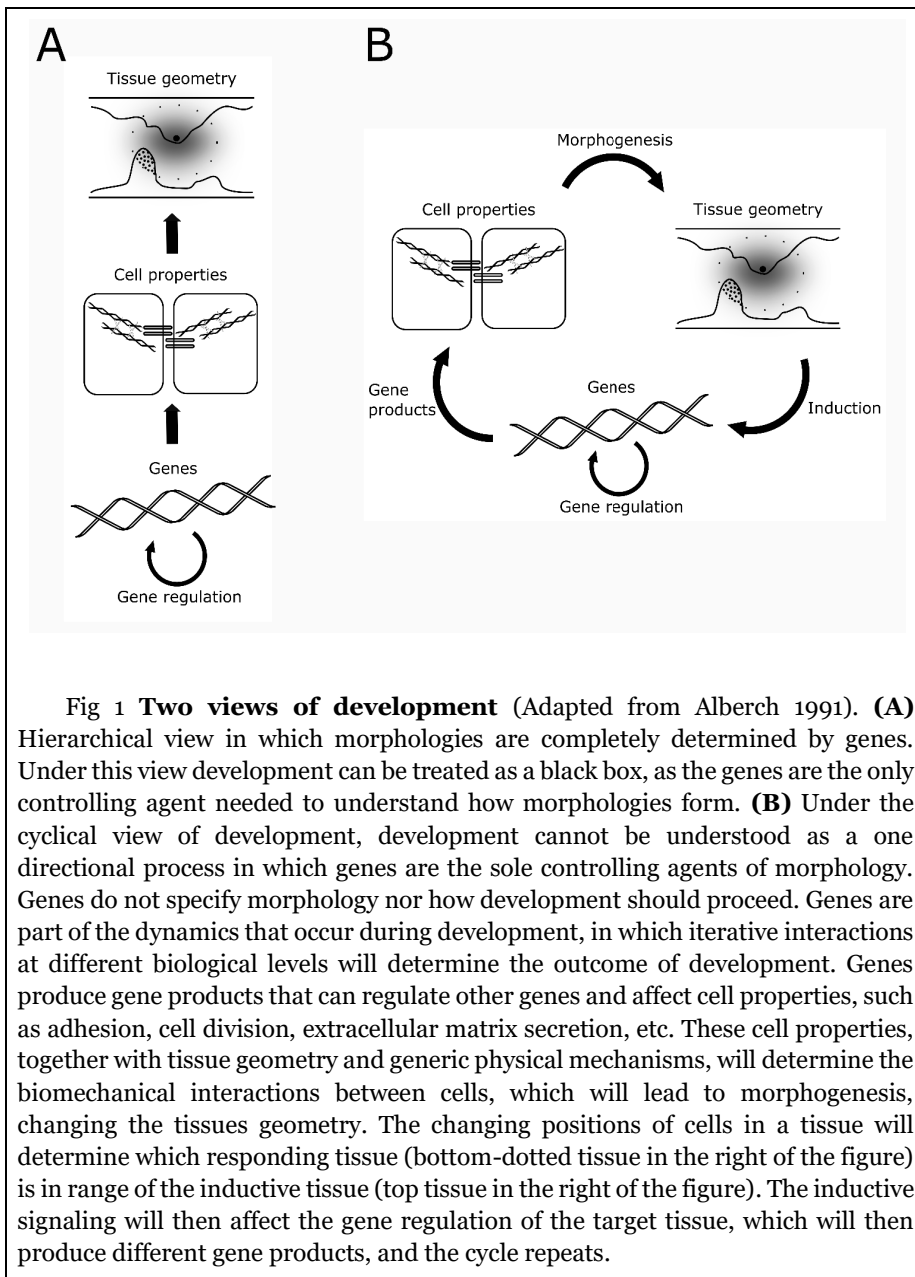 A
Tissue geometry
Cell properties
Genes
Gene regulation
B
Morphogenesis
Cell properties
Tissue geometry
Gene
products
Genes
Induction
Gene regulation
Fig 1 Two views of development (Adapted from Alberch 1991). (A)
Hierarchical view in which morphologies are completely determined by genes.
Under this view development can be treated as a black box, as the genes are the only
controlling agent needed to understand how morphologies form. (B) Under the
cyclical view of development, development cannot be understood as a one
directional process in which genes are the sole controlling agents of morphology.
Genes do not specify morphology nor how development should proceed. Genes are
part of the dynamics that occur during development, in which iterative interactions
at different biological levels will determine the outcome of development. Genes
produce gene products that can regulate other genes and affect cell properties, such
as adhesion, cell division, extracellular matrix secretion, etc. These cell properties,
together with tissue geometry and generic physical mechanisms, will determine the
biomechanical interactions between cells, which will lead to morphogenesis,
changing the tissues geometry. The changing positions of cells in a tissue will
determine which responding tissue (bottom-dotted tissue in the right of the figure)
is in range of the inductive tissue (top tissue in the right of the figure). The inductive
signaling will then affect the gene regulation of the target tissue, which will then
produce different gene products, and the cycle repeats.